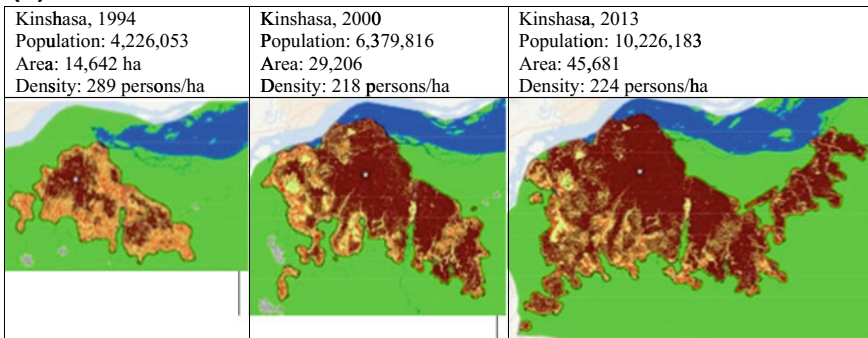 Kinshasa, 1994
Population: 4,226,053
Area: 14,642 ha
Density: 289 persons/ha
Kinshasa, 2000
Population: 6,379,816
Area: 29,206
Density: 218 persons/ha
Kinshasa, 2013
Population: 10,226,183
Area: 45,681
Density: 224 persons/ha